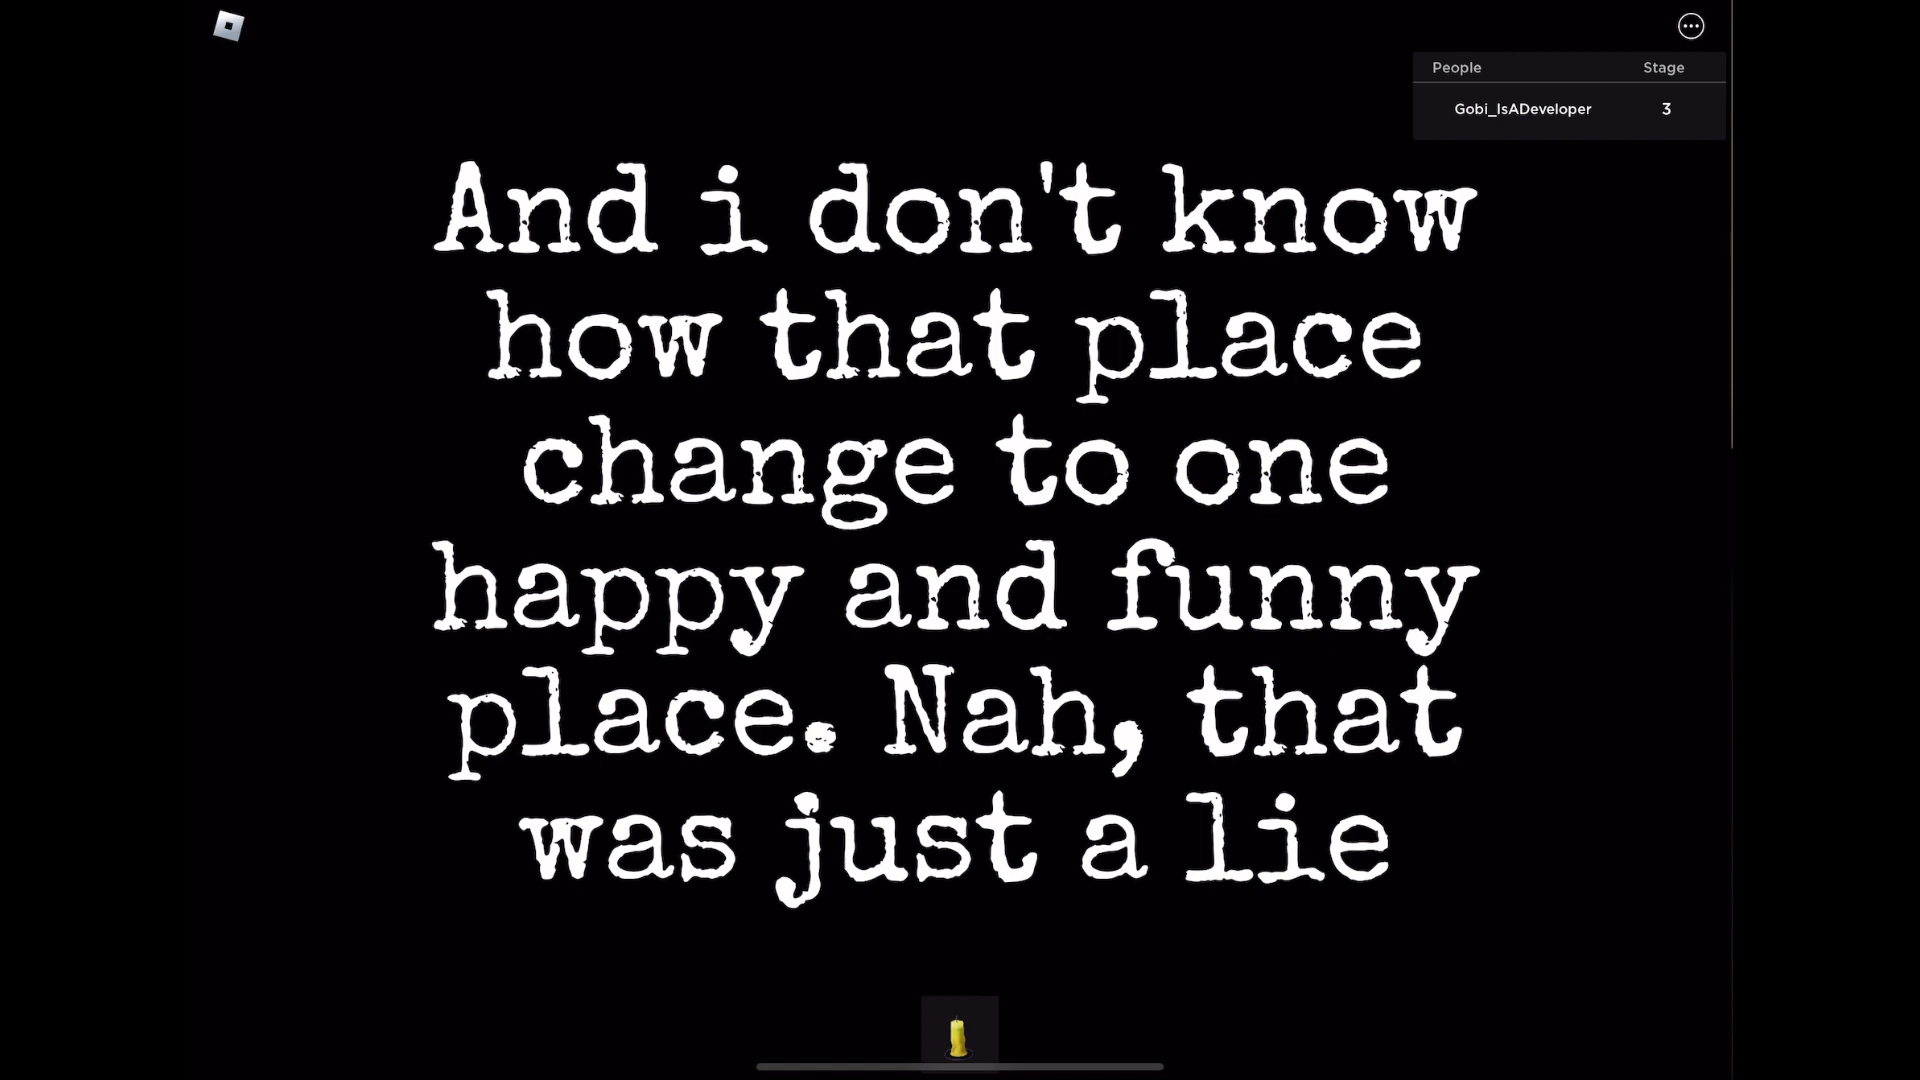 People Stage
Gobi_IsADeveloper 3
And i don't know
how that place
change to one
happy and funny
place. Nah, that
was just a lie